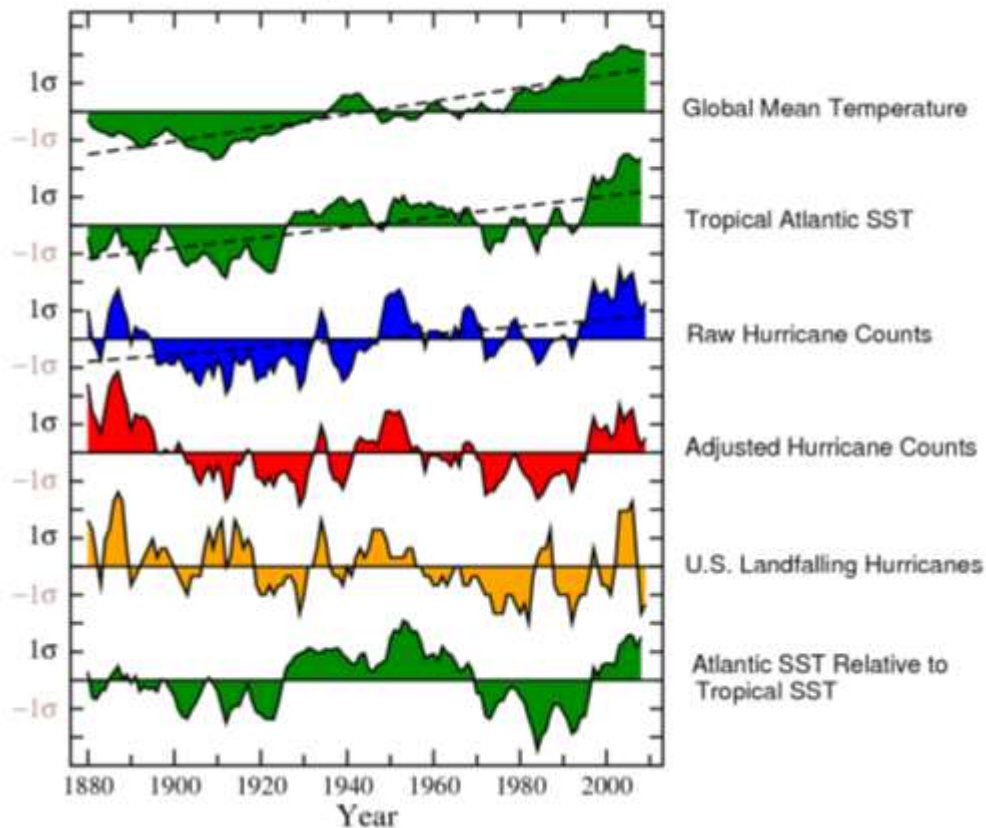 1σ
−1σ
Global Mean Temperature
1σ
−1σ
Tropical Atlantic SST
1σ
−1σ
Raw Hurricane Counts
1σ
−1σ
Adjusted Hurricane Counts
1σ
−1σ
U.S. Landfalling Hurricanes
1σ
−1σ
Atlantic SST Relative to
Tropical SST
1880 1900 1920 1940 1960 1980 2000
Year